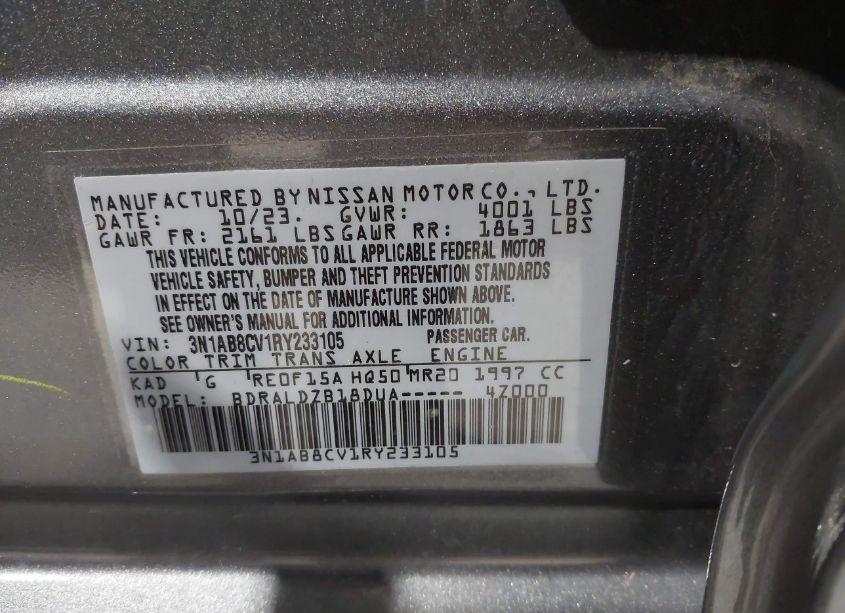 MANUFACTURED BY NISSAN MOTOR CO., LTD.
DATE: 10/23. GVWR: 4001 LBS
GAWR FR: 2161 LBS GAWR RR: 1863 LBS
THIS VEHICLE CONFORMS TO ALL APPLICABLE FEDERAL MOTOR
VEHICLE SAFETY, BUMPER AND THEFT PREVENTION STANDARDS
IN EFFECT ON THE DATE OF MANUFACTURE SHOWN ABOVE.
SEE OWNER'S MANUAL FOR ADDITIONAL INFORMATION.
VIN: 3N1AB8CV1RY233105 PASSENGER CAR.
COLOR TRIM TRANS AXLE ENGINE
KAD G RE0F15A HQ50 MR20 1997 CC
MODEL: BDRALDZB18DUA----- 4Z000
3N1AB8CV1RY233105